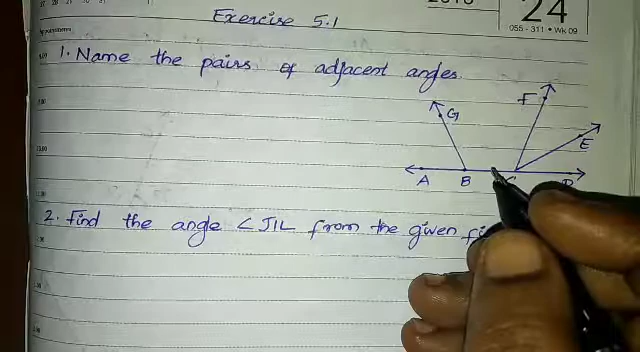 24
055 - 311 • Wk 09
Exercise 5.1
1. Name the pairs of adjacent angles.
F
G
E
A B C D
2. Find the angle ∠JIL from the given